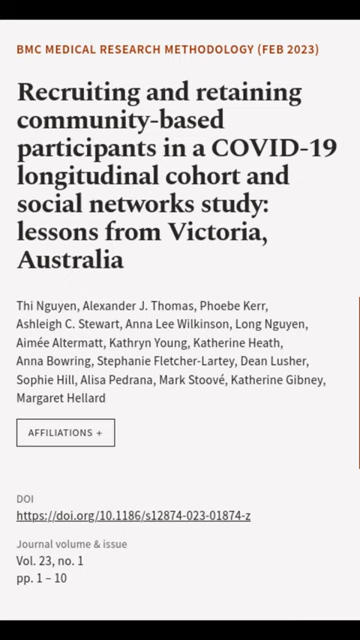 BMC MEDICAL RESEARCH METHODOLOGY (FEB 2023)
Recruiting and retaining
community-based
participants in a COVID-19
longitudinal cohort and
social networks study:
lessons from Victoria,
Australia
Thi Nguyen, Alexander J. Thomas, Phoebe Kerr,
Ashleigh C. Stewart, Anna Lee Wilkinson, Long Nguyen,
Aimée Altermatt, Kathryn Young, Katherine Heath,
Anna Bowring, Stephanie Fletcher-Lartey, Dean Lusher,
Sophie Hill, Alisa Pedrana, Mark Stoové, Katherine Gibney,
Margaret Hellard
AFFILIATIONS +
DOI
https://doi.org/10.1186/s12874-023-01874-z
Journal volume & issue
Vol. 23, no. 1
pp. 1 – 10